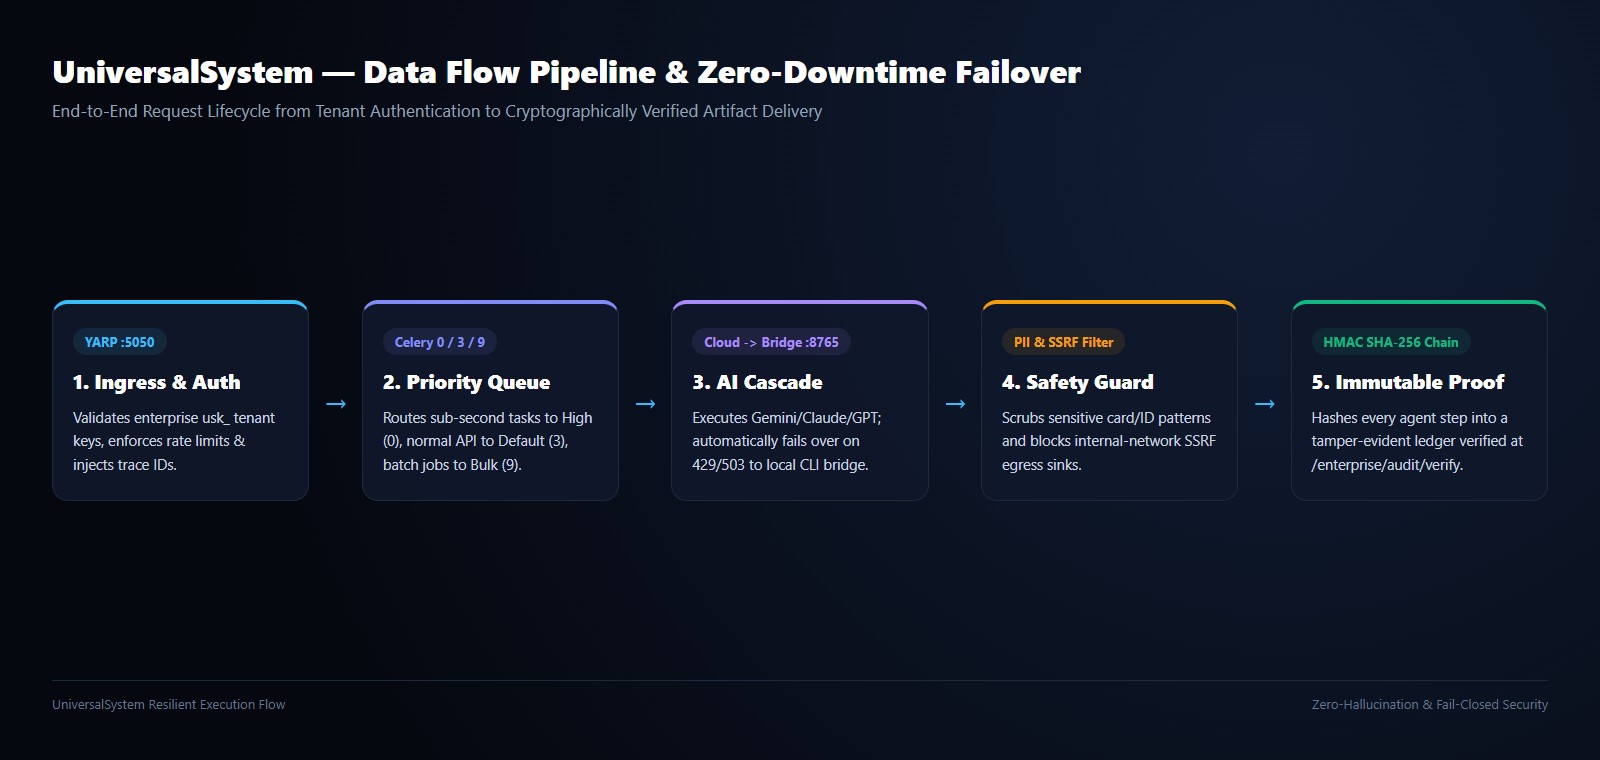 UniversalSystem — Data Flow Pipeline & Zero-Downtime Failover
End-to-End Request Lifecycle from Tenant Authentication to Cryptographically Verified Artifact Delivery
YARP :5050
1. Ingress & Auth
Validates enterprise usk_ tenant
keys, enforces rate limits &
injects trace IDs.
→
Celery 0 / 3 / 9
2. Priority Queue
Routes sub-second tasks to High
(0), normal API to Default (3),
batch jobs to Bulk (9).
→
Cloud -> Bridge :8765
3. AI Cascade
Executes Gemini/Claude/GPT;
automatically fails over on
429/503 to local CLI bridge.
→
PII & SSRF Filter
4. Safety Guard
Scrubs sensitive card/ID patterns
and blocks internal-network SSRF
egress sinks.
→
HMAC SHA-256 Chain
5. Immutable Proof
Hashes every agent step into a
tamper-evident ledger verified at
/enterprise/audit/verify.
UniversalSystem Resilient Execution Flow
Zero-Hallucination & Fail-Closed Security